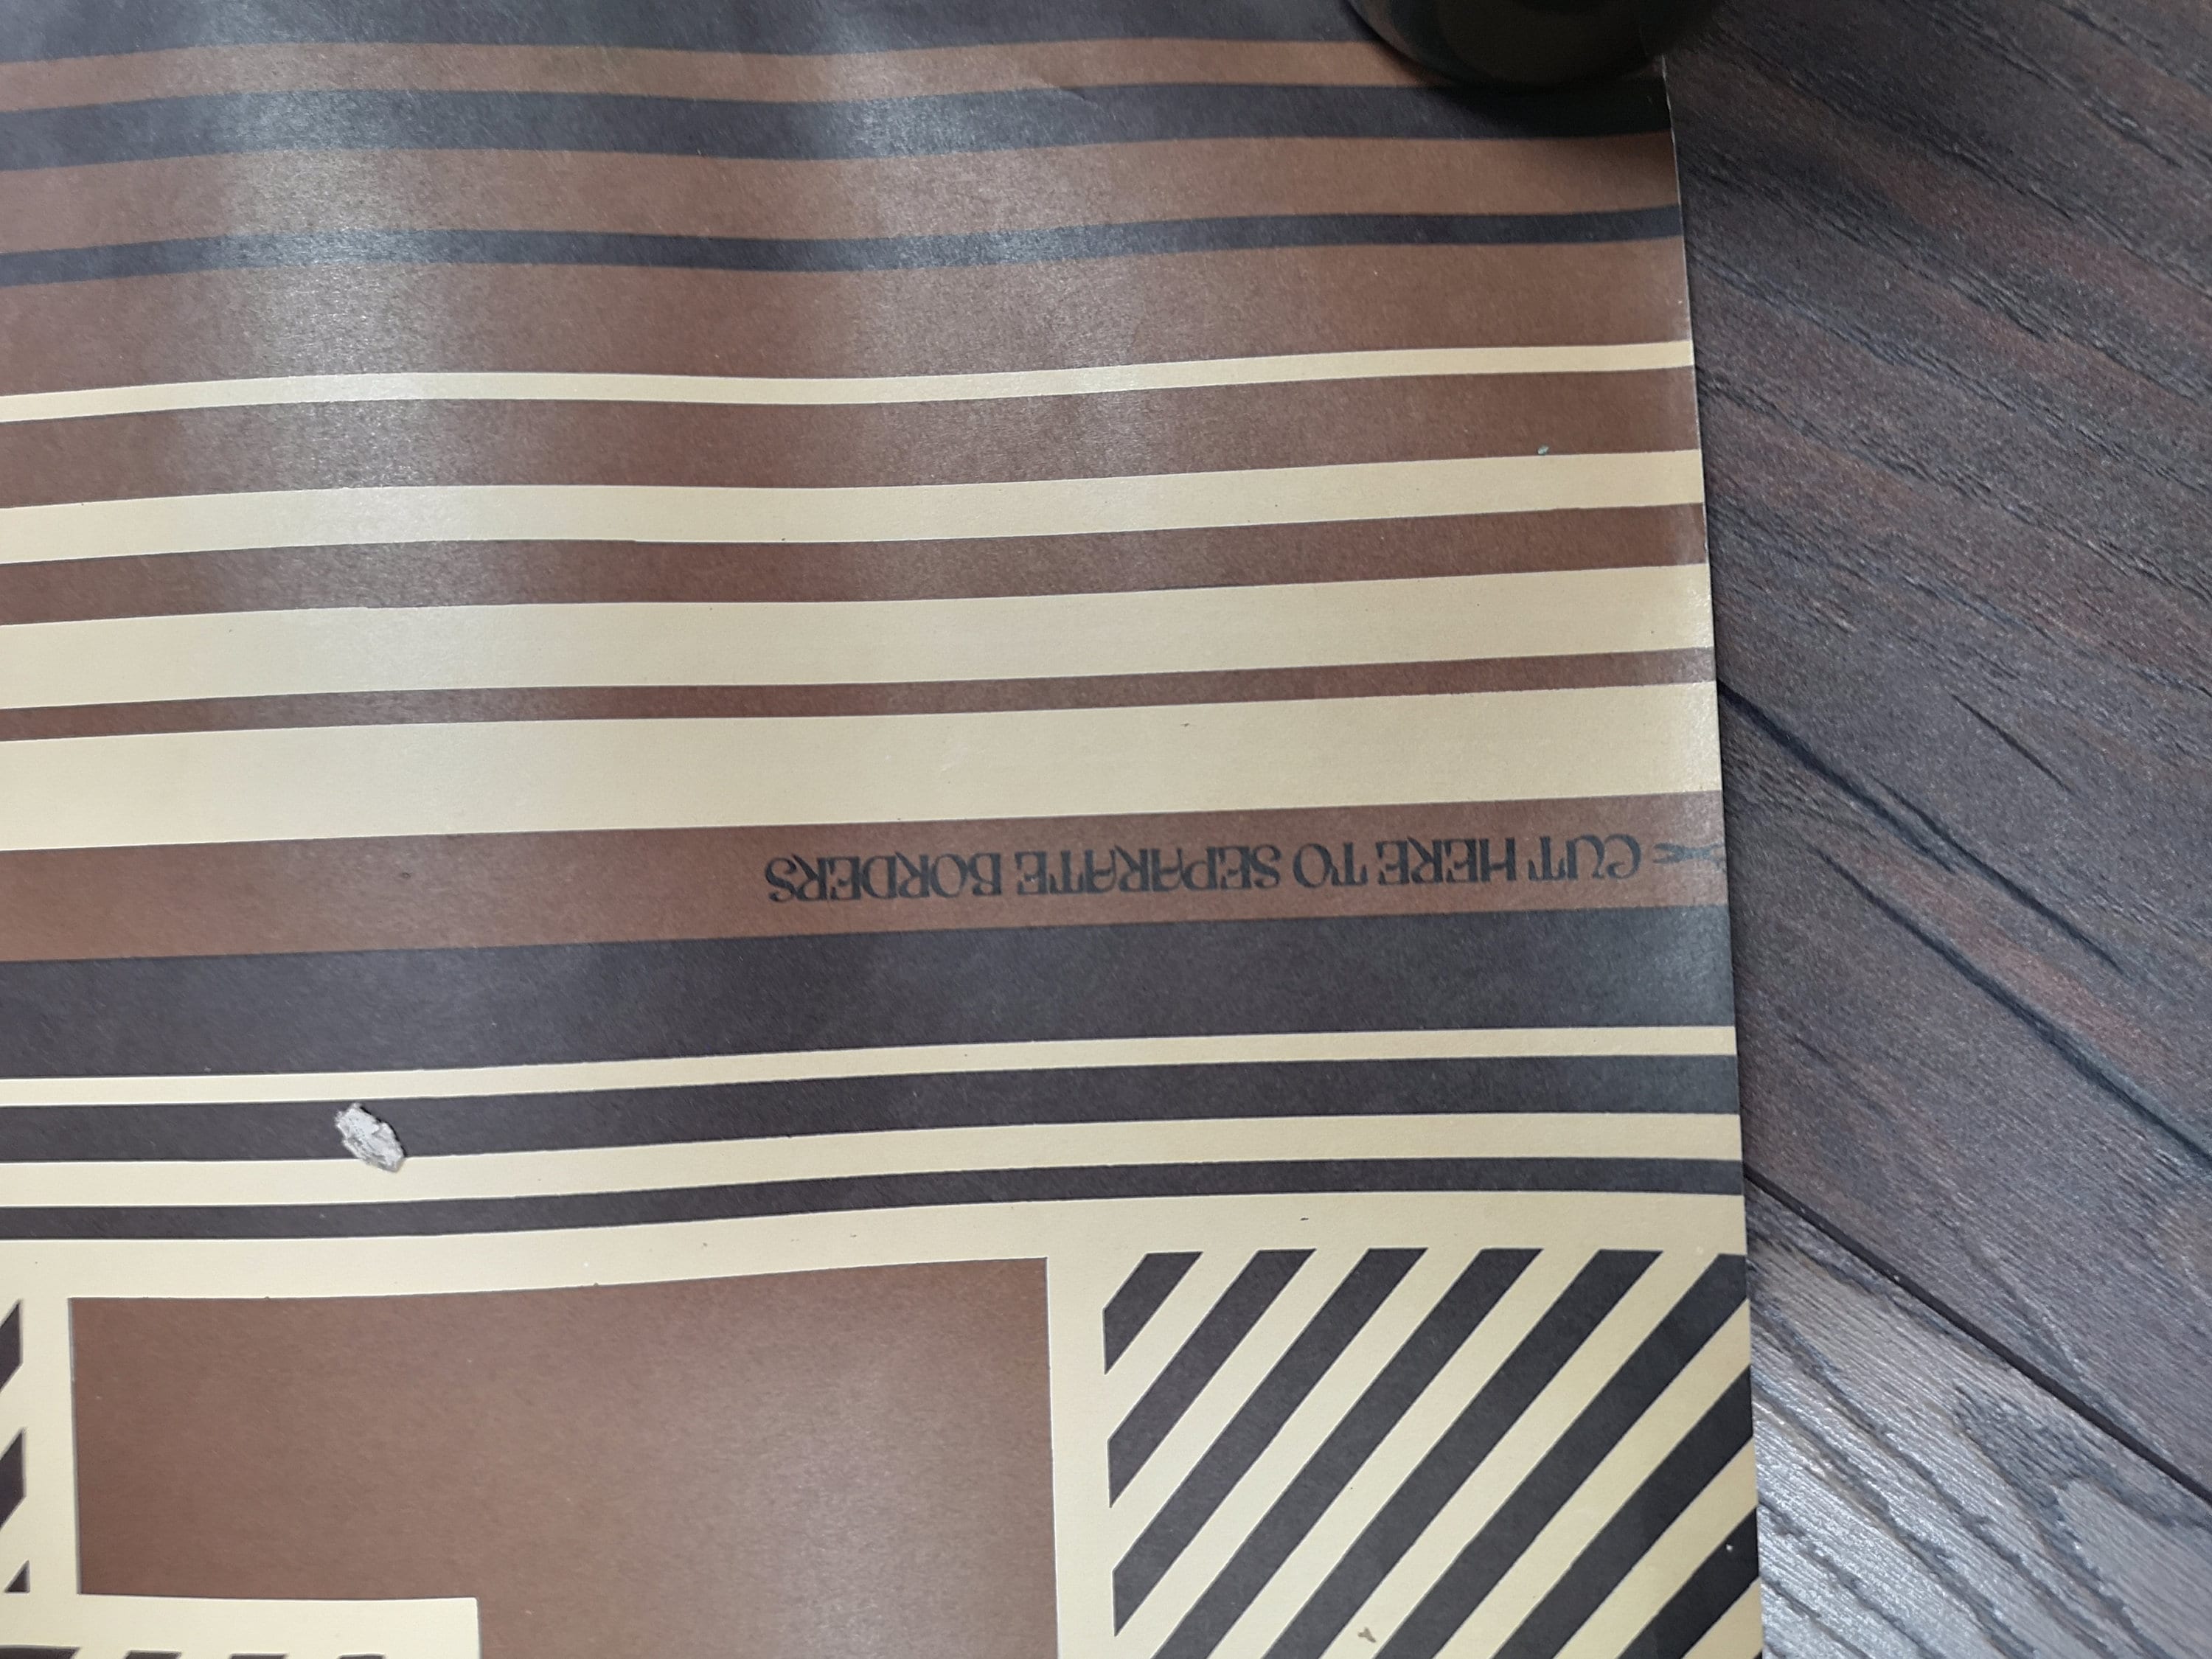 CUT HERE TO SEPARATE BORDERS